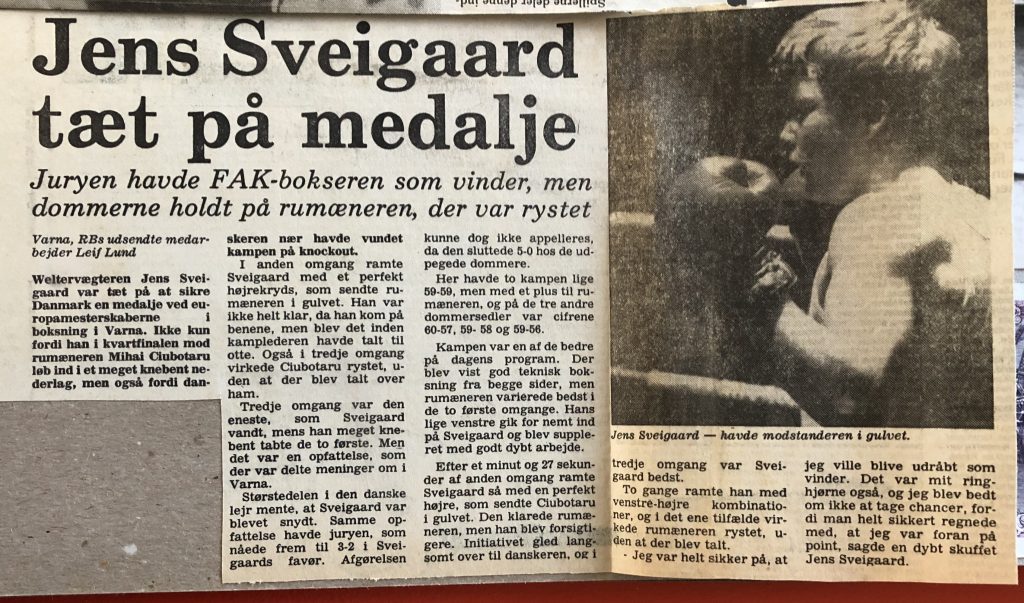 Spillerne deler denne ind-
Jens Sveigaard
tæt på medalje
Juryen havde FAK-bokseren som vinder, men
dommerne holdt på rumæneren, der var rystet
Varna, RBs udsendte medar-
bejder Leif Lund
Weltervægteren Jens Svei-
gaard var tæt på at sikre
Danmark en medalje ved eu-
ropamesterskaberne i
boksning i Varna. Ikke kun
fordi han i kvartfinalen mod
rumæneren Mihai Ciubotaru
løb ind i et meget knebent ne-
derlag, men også fordi dan-
skeren nær havde vundet
kampen på knockout.
I anden omgang ramte
Sveigaard med et perfekt
højrekryds, som sendte ru-
mæneren i gulvet. Han var
ikke helt klar, da han kom på
benene, men blev det inden
kamplederen havde talt til
otte. Også i tredje omgang
virkede Ciubotaru rystet, u-
den at der blev talt over
ham.
Tredje omgang var den
eneste, som Sveigaard
vandt, mens han meget kne-
bent tabte de to første. Men
det var en opfattelse, som
der var delte meninger om i
Varna.
Størstedelen i den danske
lejr mente, at Sveigaard var
blevet snydt. Samme op-
fattelse havde juryen, som
nåede frem til 3-2 i Svei-
gaards favør. Afgørelsen
kunne dog ikke appelleres,
da den sluttede 5-0 hos de ud-
pegede dommere.
Her havde to kampen lige
59-59, men med et plus til ru-
mæneren, og på de tre andre
dommersedler var cifrene
60-57, 59- 58 og 59-56.
Kampen var en af de bedre
på dagens program. Der
blev vist god teknisk bok-
sning fra begge sider, men
rumæneren varierede bedst i
de to første omgange. Hans
lige venstre gik for nemt ind
på Sveigaard og blev supple-
ret med godt dybt arbejde.
Efter et minut og 27 sekun-
der af anden omgang ramte
Sveigaard så med en perfekt
højre, som sendte Ciubotaru
i gulvet. Den klarede rumæ-
neren, men han blev forsigti-
gere. Initiativet gled lang-
somt over til danskeren, og i
Jens Sveigaard — havde modstanderen i gulvet.
tredje omgang var Svei-
gaard bedst.
To gange ramte han med
venstre-højre kombinatio-
ner, og i det ene tilfælde vir-
kede rumæneren rystet, u-
den at der blev talt.
- Jeg var helt sikker på, at
jeg ville blive udråbt som
vinder. Det var mit ring-
hjørne også, og jeg blev bedt
om ikke at tage chancer, for-
di man helt sikkert regnede
med, at jeg var foran på
point, sagde en dybt skuffet
Jens Sveigaard.